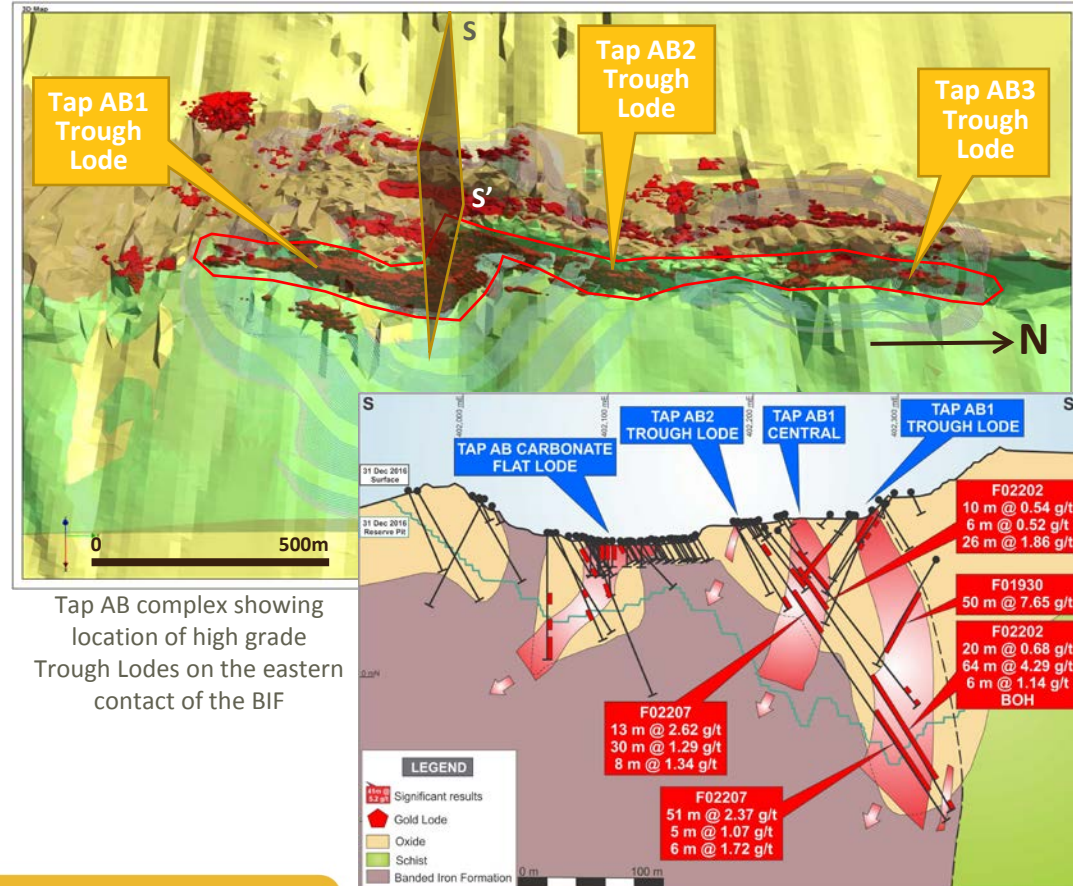 3D Map
S
Tap AB1
Trough
Lode
Tap AB2
Trough
Lode
Tap AB3
Trough
Lode
S'
N
0 500m
Tap AB complex showing
location of high grade
Trough Lodes on the eastern
contact of the BIF
S
402,000 mE
402,100 mE
402,200 mE
402,300 mE
S'
TAP AB CARBONATE
FLAT LODE
TAP AB2
TROUGH LODE
TAP AB1
CENTRAL
TAP AB1
TROUGH LODE
31 Dec 2016
Surface
31 Dec 2016
Reserve Pit
0 mN
F02202
10 m @ 0.54 g/t
6 m @ 0.52 g/t
26 m @ 1.86 g/t
F01930
50 m @ 7.65 g/t
F02202
20 m @ 0.68 g/t
64 m @ 4.29 g/t
6 m @ 1.14 g/t
BOH
F02207
13 m @ 2.62 g/t
30 m @ 1.29 g/t
8 m @ 1.34 g/t
F02207
51 m @ 2.37 g/t
5 m @ 1.07 g/t
6 m @ 1.72 g/t
LEGEND
45m @
5.2 g/t
Significant results
Gold Lode
Oxide
Schist
Banded Iron Formation
0 m 100 m